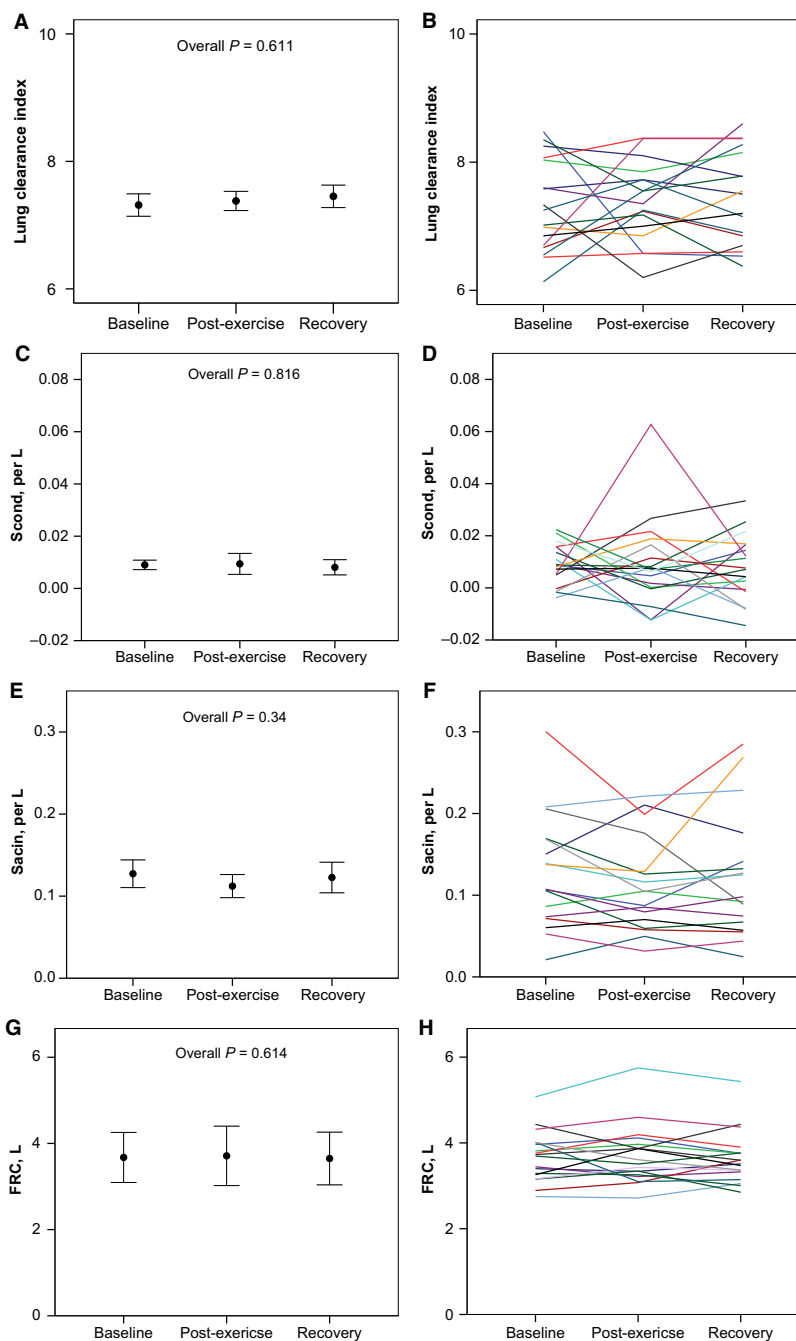 A
Overall P = 0.611
Lung clearance index
10
8
6
Baseline Post-exercise Recovery
B
Lung clearance index
10
8
6
Baseline Post-exercise Recovery
C
Overall P = 0.816
Scond, per L
0.08
0.06
0.04
0.02
0.00
–0.02
Baseline Post-exercise Recovery
D
Scond, per L
0.08
0.06
0.04
0.02
0.00
–0.02
Baseline Post-exercise Recovery
E
Overall P = 0.34
Sacin, per L
0.3
0.2
0.1
0.0
Baseline Post-exercise Recovery
F
Sacin, per L
0.3
0.2
0.1
0.0
Baseline Post-exercise Recovery
G
Overall P = 0.614
FRC, L
6
4
2
0
Baseline Post-exericse Recovery
H
FRC, L
6
4
2
0
Baseline Post-exercise Recovery